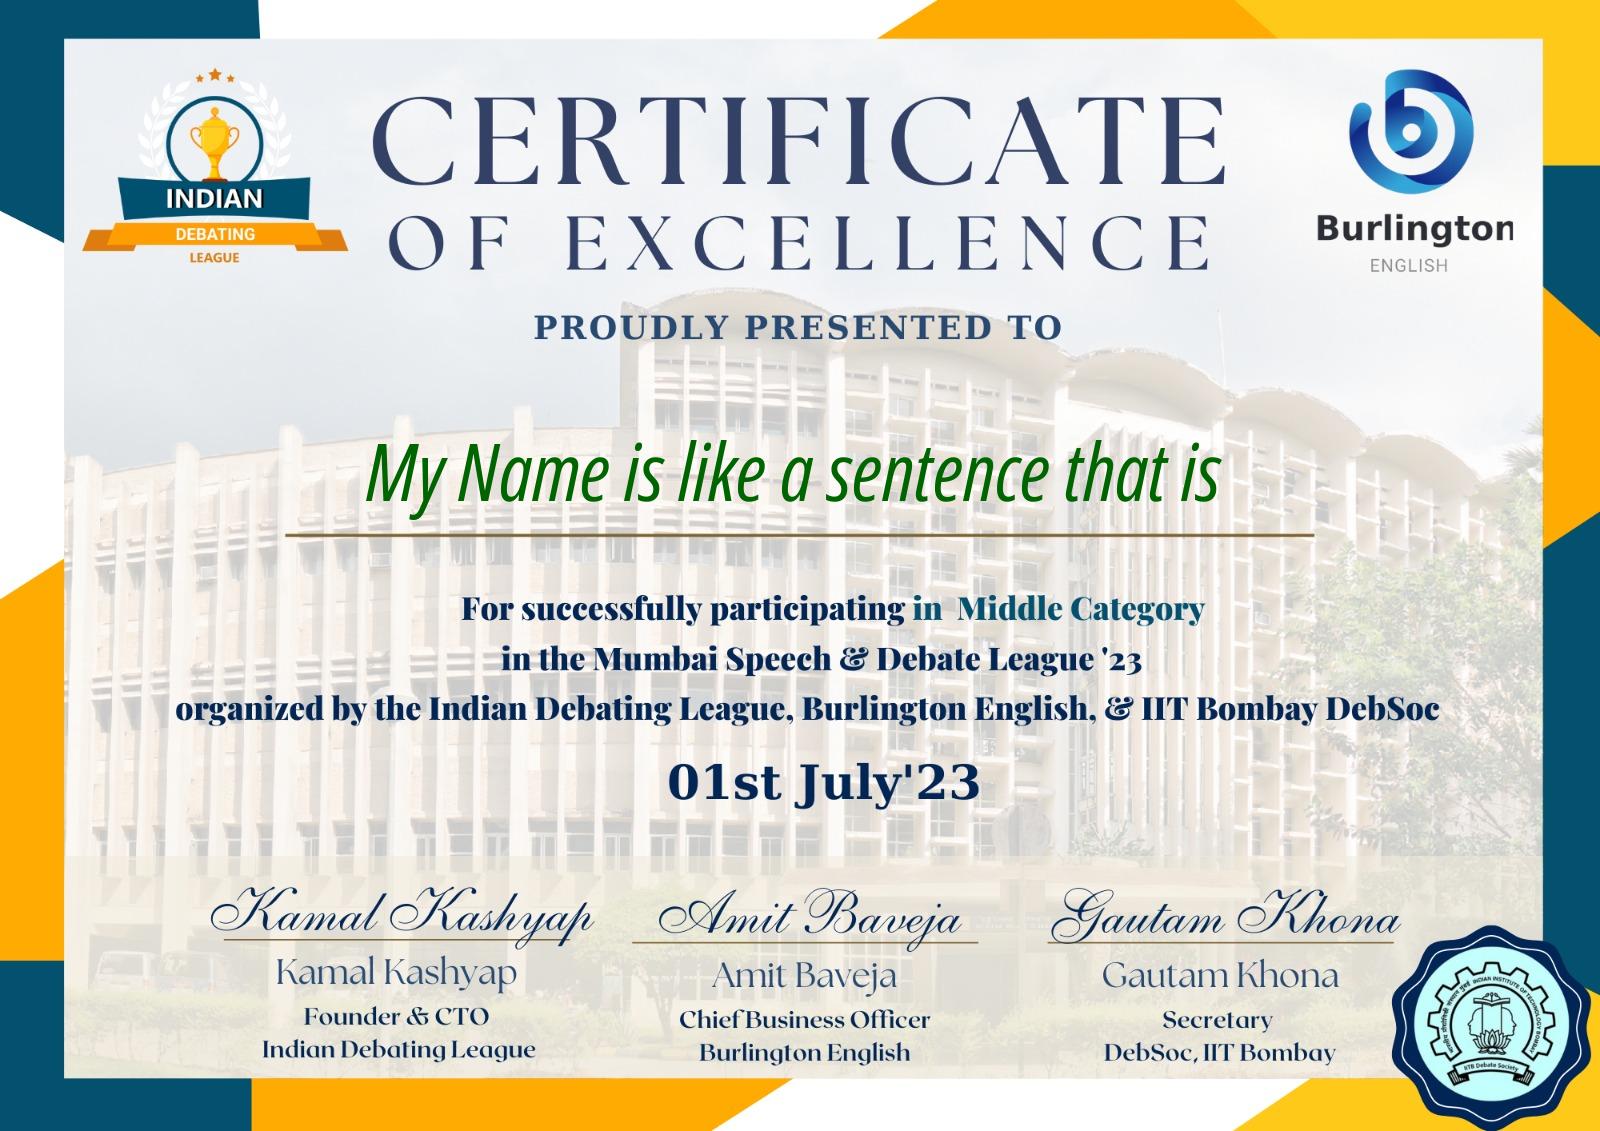 INDIAN
DEBATING
LEAGUE
CERTIFICATE
OF EXCELLENCE
Burlington
ENGLISH
PROUDLY PRESENTED TO
My Name is like a sentence that is
For successfully participating in Middle Category
in the Mumbai Speech & Debate League '23
organized by the Indian Debating League, Burlington English, & IIT Bombay DebSoc
01st July'23
Kamal Kashyap
Kamal Kashyap
Founder & CTO
Indian Debating League
Amit Baveja
Amit Baveja
Chief Business Officer
Burlington English
Gautam Khona
Gautam Khona
Secretary
DebSoc, IIT Bombay
INDIAN INSTITUTE OF TECHNOLOGY BOMBAY
IITB Debate Society